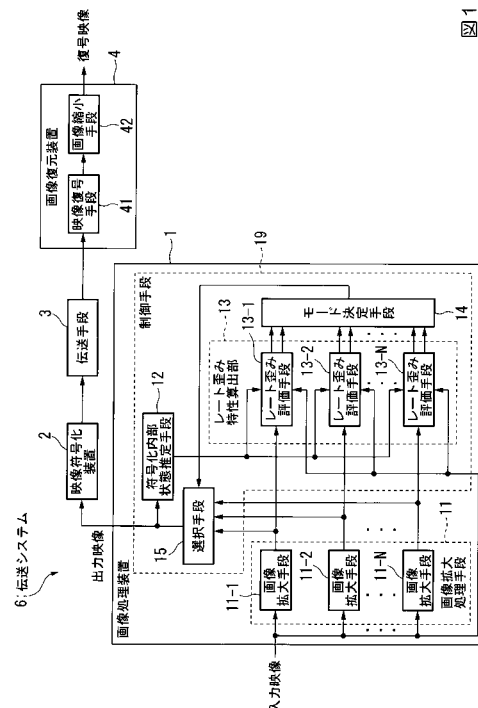 図1
6:伝送システム
画像処理装置
1
入力映像
画像拡大処理手段
11
11-1
画像拡大手段
11-2
画像拡大手段
11-N
画像拡大手段
出力映像
選択手段
15
符号化内部状態推定手段
12
制御手段
19
レート歪み特性算出部
13
13-1
レート歪み評価手段
13-2
レート歪み評価手段
13-N
レート歪み評価手段
モード決定手段
14
映像符号化装置
2
伝送手段
3
画像復元装置
4
映像復号手段
41
画像縮小手段
42
復号映像